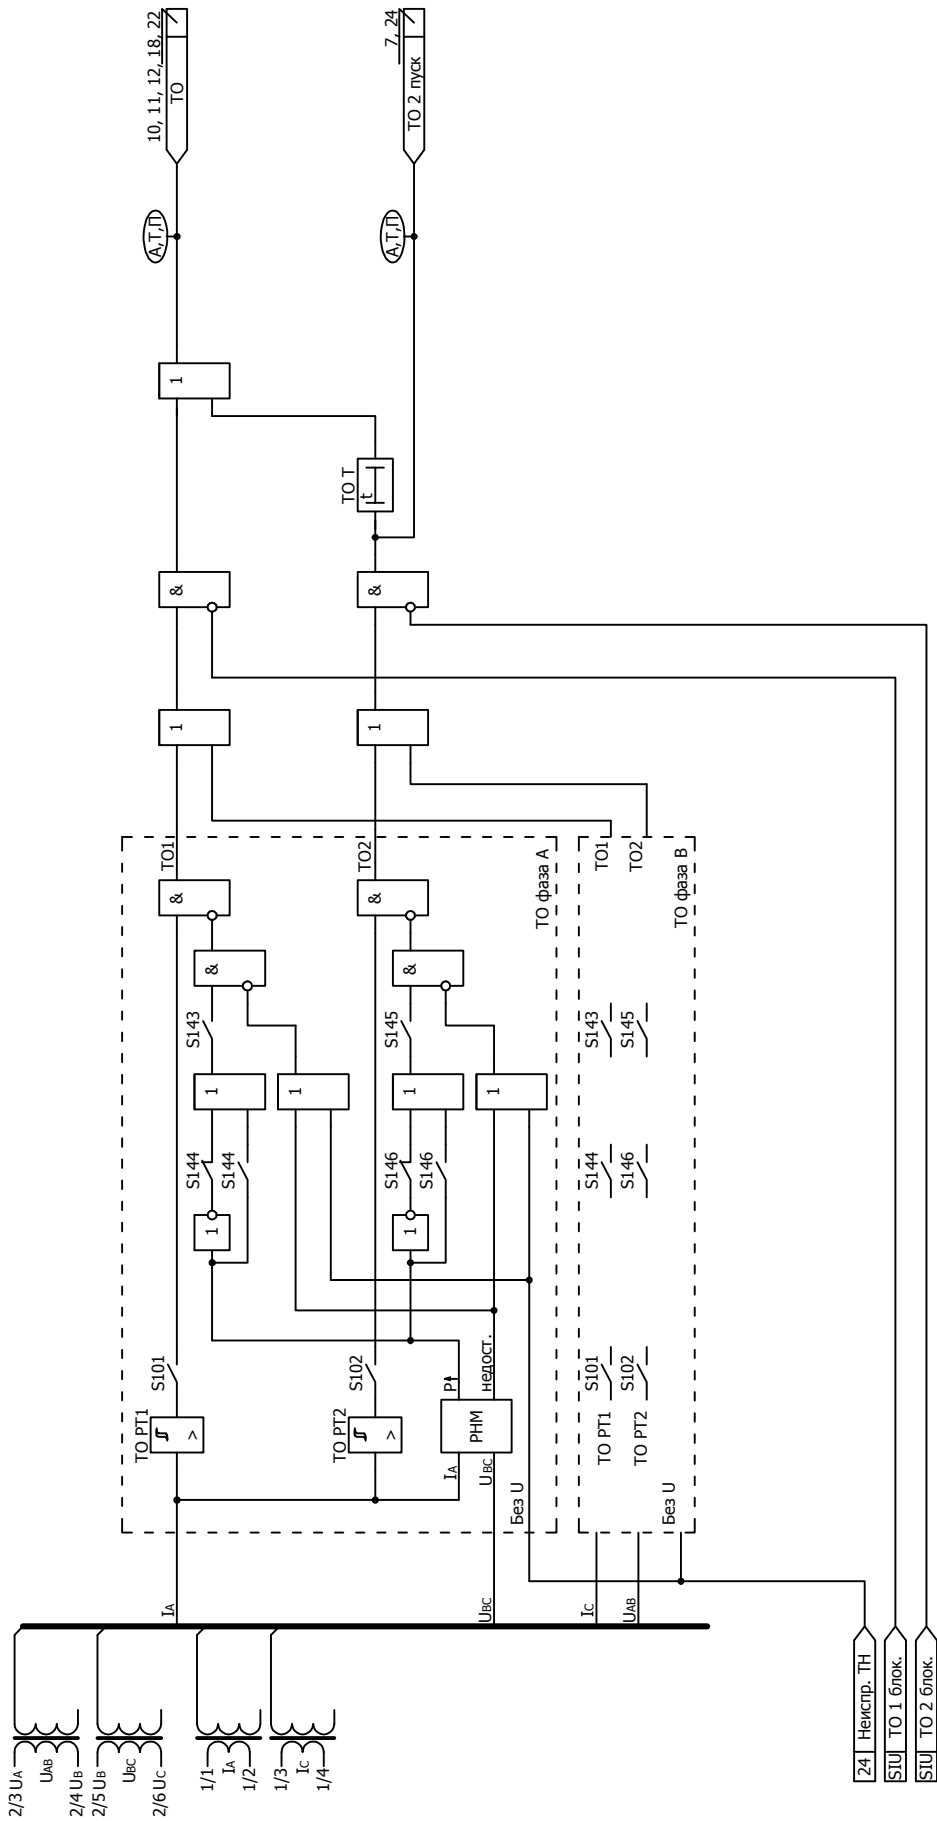 2/3 UA
UAB
2/4 UB
2/5 UB
UBC
2/6 UC
1/1
IA
1/2
1/3
IC
1/4
IA
UBC
IC
UAB
24 Неиспр. ТН
SIU ТО 1 блок.
SIU ТО 2 блок.
ТО РТ1
>
S101
S144
S144
1
1
S143
1
&
&
ТО1
ТО РТ2
>
S102
IA
UBC
РНМ
P
недост.
Без U
1
S146
S146
1
S145
1
&
&
ТО2
ТО фаза А
ТО РТ1
ТО РТ2
S101
S102
S144
S146
S143
S145
ТО1
ТО2
Без U
ТО фаза В
1
&
1
1
&
ТО Т
t
А,Т,П
А,Т,П
10, 11, 12, 18, 22
ТО
7, 24
ТО 2 пуск